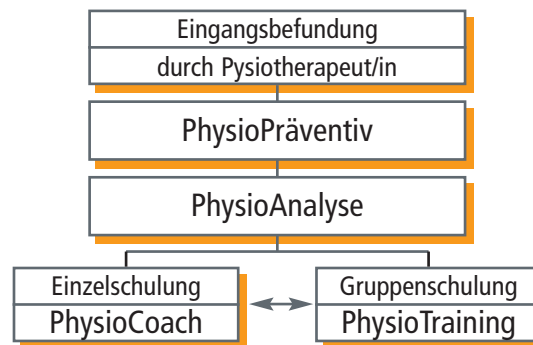 Eingangsbefundung
durch Pysiotherapeut/in
PhysioPräventiv
PhysioAnalyse
Einzelschulung
PhysioCoach
Gruppenschulung
PhysioTraining